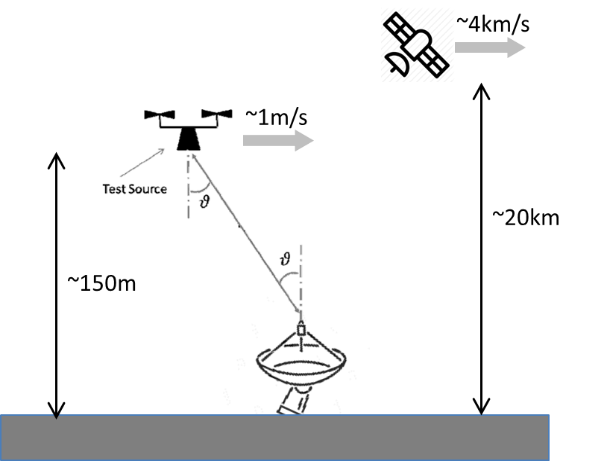 ~4km/s
~1m/s
Test Source
ϑ
ϑ
~20km
~150m